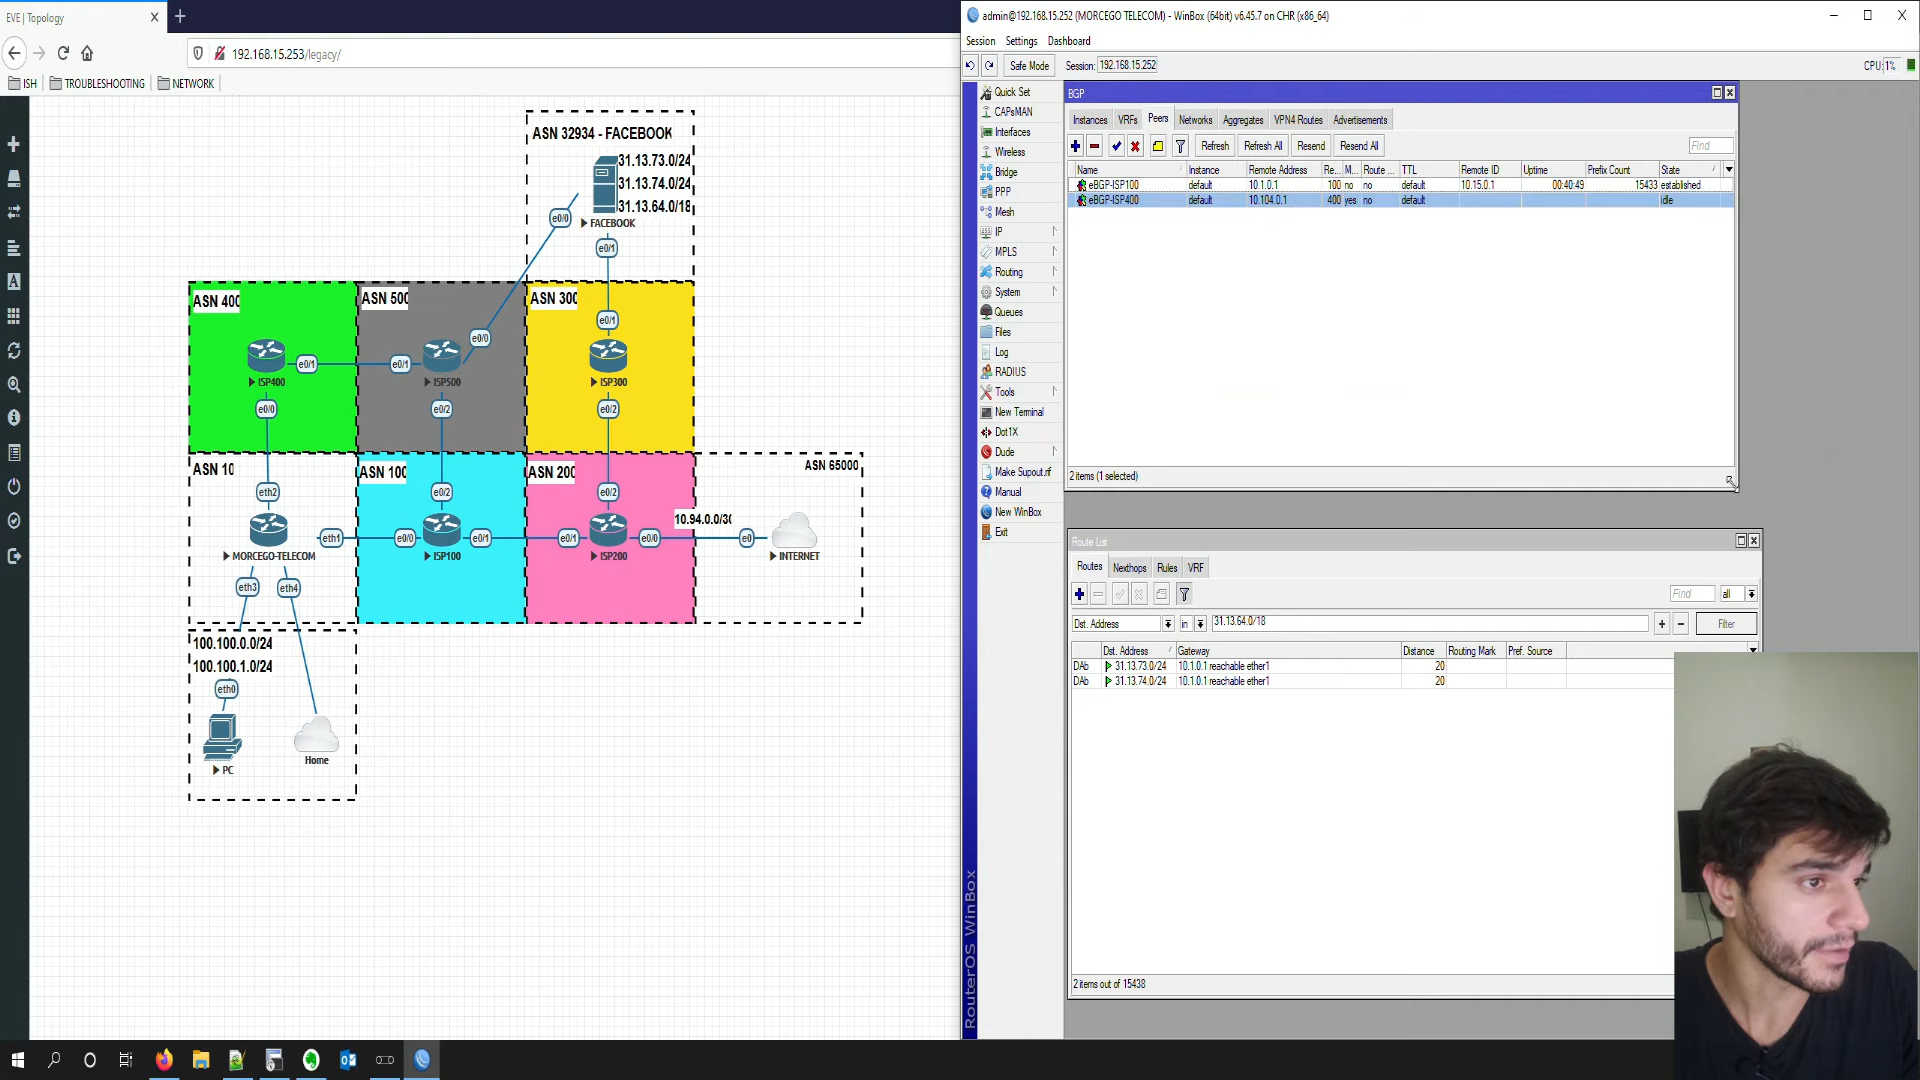 EVE | Topology
192.168.15.253/legacy/
ISH TROUBLESHOOTING NETWORK
ASN 32934 - FACEBOOK
31.13.73.0/24
31.13.74.0/24
31.13.64.0/18
e0/0
FACEBOOK
e0/1
ASN 400
ASN 500
ASN 300
e0/1
e0/0
e0/1
e0/1
ISP400
ISP500
ISP300
e0/0
e0/2
e0/2
ASN 10
ASN 100
ASN 200
ASN 65000
eth2
e0/2
e0/2
10.94.0.0/30
eth1
e0/0
e0/1
e0/1
e0/0
e0
MORCEGO-TELECOM
ISP100
ISP200
INTERNET
eth3
eth4
100.100.0.0/24
100.100.1.0/24
eth0
PC
Home
admin@192.168.15.252 (MORCEGO TELECOM) - WinBox (64bit) v6.45.7 on CHR (x86_64)
Session Settings Dashboard
Safe Mode Session: 192.168.15.252 CPU: 1%
Quick Set
CAPsMAN
Interfaces
Wireless
Bridge
PPP
Mesh
IP
MPLS
Routing
System
Queues
Files
Log
RADIUS
Tools
New Terminal
Dot1X
Dude
Make Supout.rif
Manual
New WinBox
Exit
RouterOS WinBox
BGP
Instances VRFs Peers Networks Aggregates VPN4 Routes Advertisements
Refresh Refresh All Resend Resend All Find
Name Instance Remote Address Re... M... Route ... TTL Remote ID Uptime Prefix Count State
eBGP-ISP100 default 10.1.0.1 100 no no default 10.15.0.1 00:40:49 15433 established
eBGP-ISP400 default 10.104.0.1 400 yes no default idle
2 items (1 selected)
Route List
Routes Nexthops Rules VRF
Find all
Dst. Address in 31.13.64.0/18 + - Filter
Dst. Address Gateway Distance Routing Mark Pref. Source
DAb 31.13.73.0/24 10.1.0.1 reachable ether1 20
DAb 31.13.74.0/24 10.1.0.1 reachable ether1 20
2 items out of 15438